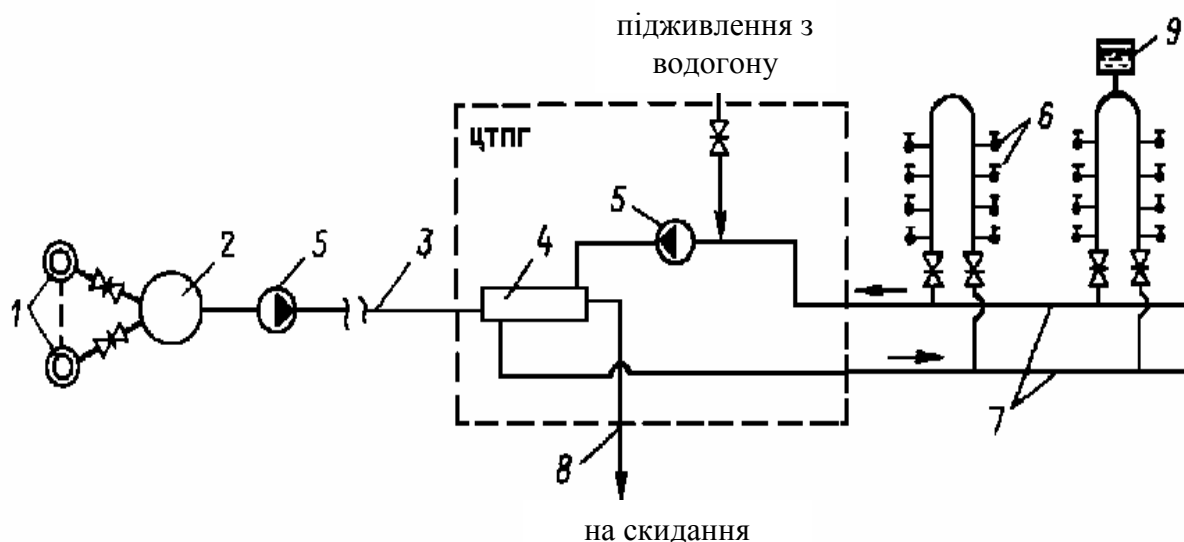 підживлення з
водогону
9
ЦТПГ
6
5
2
5
3
4
1
7
8
на скидання